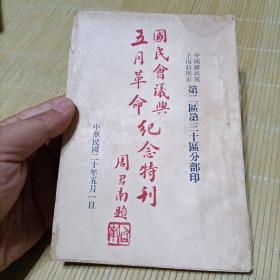 中國國民黨
上海特別市 第二區第三十區分部印
國民會議與
五月革命紀念特刊
周召南題
中華民國二十年五月一日